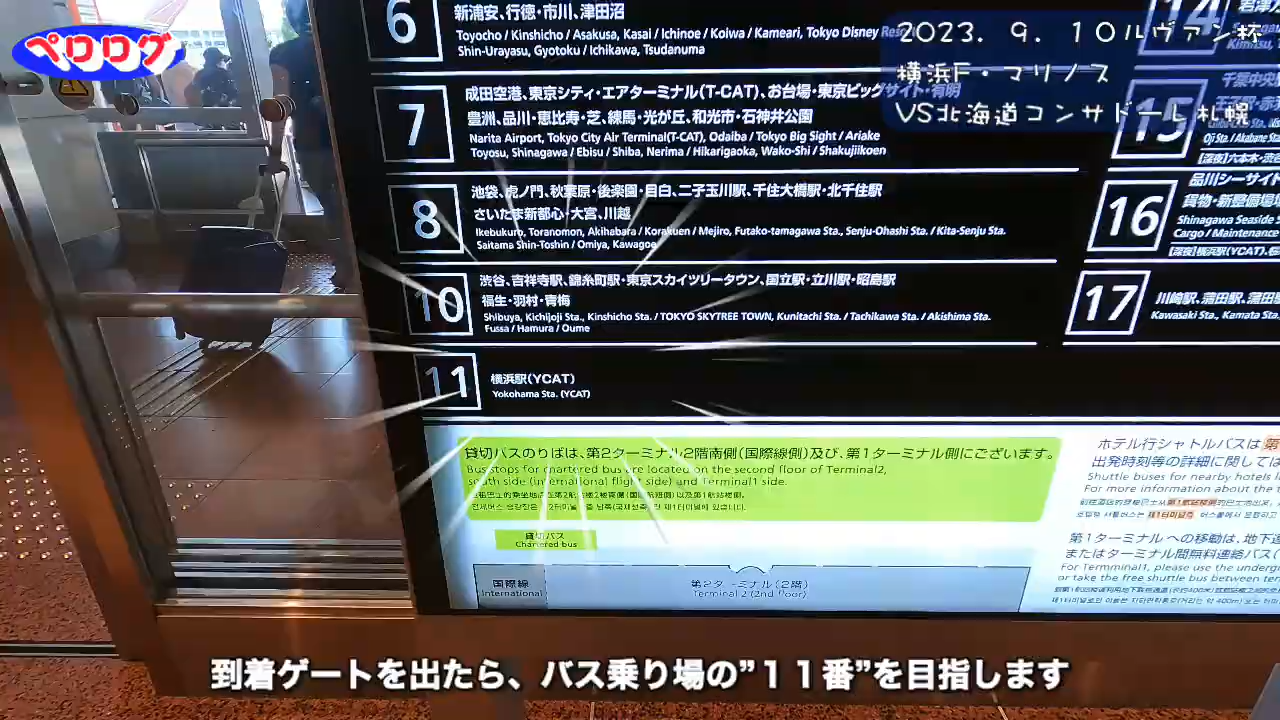 ペロログ
2023. 9. 10ルヴァン杯
横浜F・マリノス
VS北海道コンサドーレ札幌
6
新浦安、行徳・市川、津田沼
Toyocho / Kinshicho / Asakusa, Kasai / Ichinoe / Koiwa / Kameari, Tokyo Disney
Shin-Urayasu, Gyotoku / Ichikawa, Tsudanuma
7
成田空港、東京シティ・エアターミナル(T-CAT)、お台場・東京ビッグサイト・有明
豊洲、品川・恵比寿・芝、練馬・光が丘、和光市・石神井公園
Narita Airport, Tokyo City Air Terminal(T-CAT), Odaiba / Tokyo Big Sight / Ariake
Toyosu, Shinagawa / Ebisu / Shiba, Nerima / Hikarigaoka, Wako-Shi / Shakujiikoen
8
池袋、虎ノ門、秋葉原・後楽園・目白、二子玉川駅、千住大橋駅・北千住駅
さいたま新都心・大宮、川越
Ikebukuro, Toranomon, Akihabara / Korakuen / Mejiro, Futako-tamagawa Sta., Senju-Ohashi Sta. / Kita-Senju Sta.
Saitama Shin-Toshin / Omiya, Kawagoe
10
渋谷、吉祥寺駅、錦糸町駅・東京スカイツリータウン、国立駅・立川駅・昭島駅
福生・羽村・青梅
Shibuya, Kichijoji Sta., Kinshicho Sta. / TOKYO SKYTREE TOWN, Kunitachi Sta. / Tachikawa Sta. / Akishima Sta.
Fussa / Hamura / Oume
11
横浜駅(YCAT)
Yokohama Sta. (YCAT)
14
15
千葉中央
16
品川シーサイド
貨物・新整備場
Shinagawa Seaside
Cargo / Maintenance
[深夜]横浜駅(YCAT)、
17
川崎駅、蒲田駅、蒲田
Kawasaki Sta., Kamata Sta.
貸切バスのりばは、第2ターミナル2階南側(国際線側)及び、第1ターミナル側にございます。
Bus stops for chartered bus are located on the second floor of Terminal2,
south side (International flight side) and Terminal1 side.
貸切バス
Chartered bus
国際線
International
第2ターミナル(2階)
Terminal 2 (2nd floor)
ホテル行シャトルバスは 第
出発時刻等の詳細に関しては
Shuttle buses for nearby hotels
For more information about the
第1ターミナル への移動は、地下
またはターミナル間無料連絡バス
For Terminal1, please use the
or take the free shuttle bus between
到着ゲートを出たら、バス乗り場の”11番”を目指します